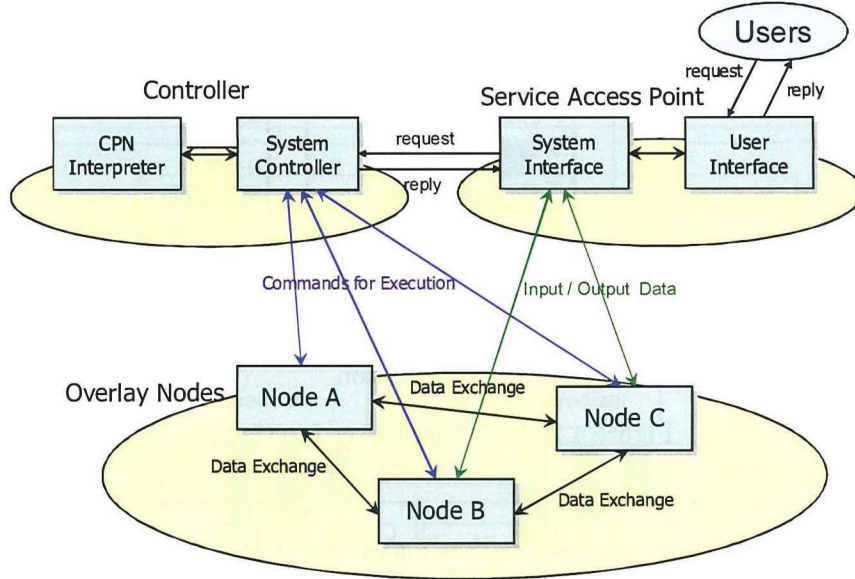 Users
request
reply
Controller
Service Access Point
CPN
Interpreter
System
Controller
request
reply
System
Interface
User
Interface
Commands for Execution
Input / Output Data
Overlay Nodes
Node A
Data Exchange
Node C
Data Exchange
Node B
Data Exchange